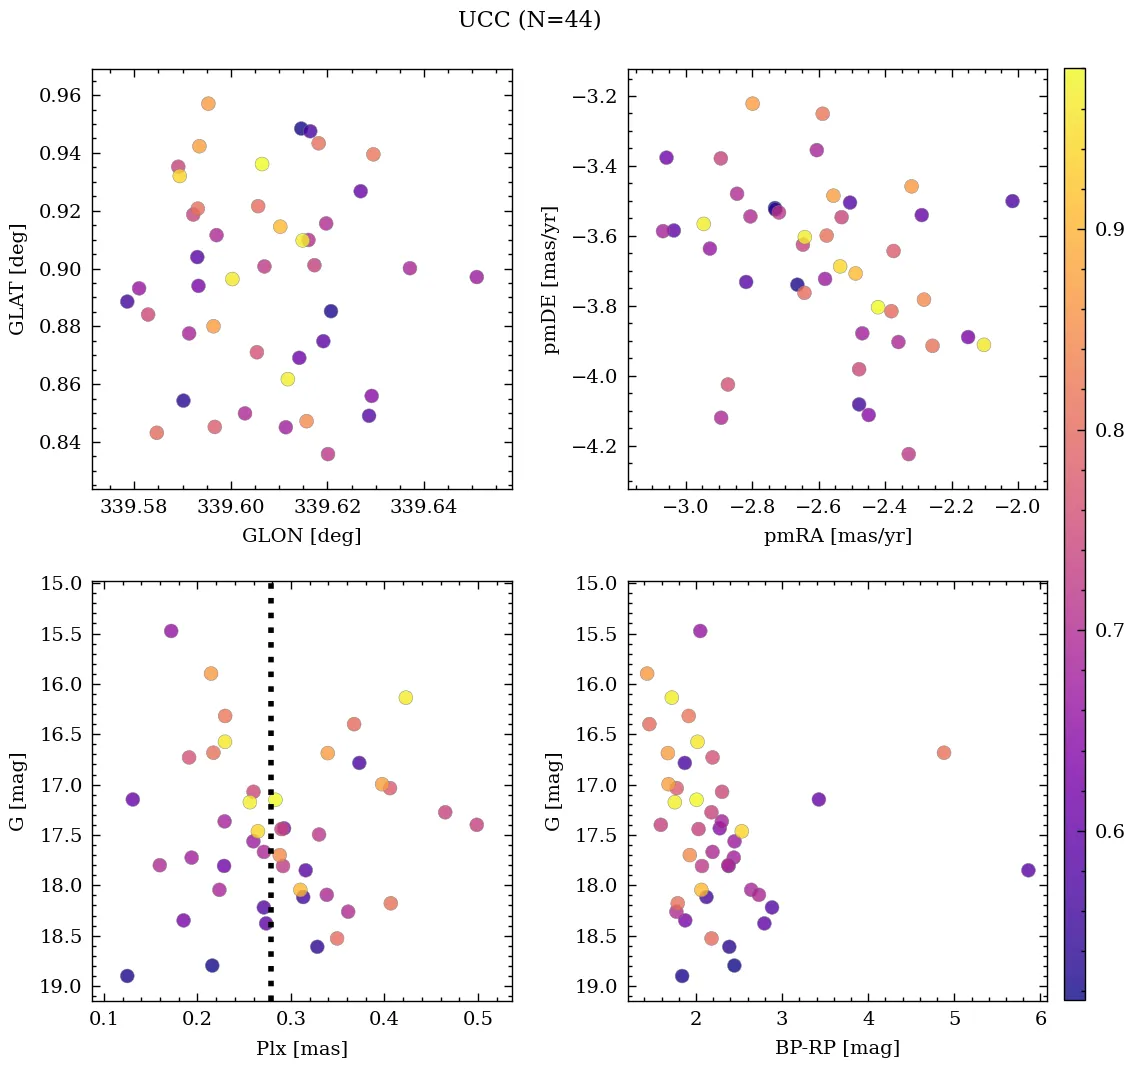 UCC (N=44)
0.96
0.94
0.92
0.90
0.88
0.86
0.84
GLAT [deg]
339.58 339.60 339.62 339.64
GLON [deg]
−3.2
−3.4
−3.6
−3.8
−4.0
−4.2
pmDE [mas/yr]
−3.0 −2.8 −2.6 −2.4 −2.2 −2.0
pmRA [mas/yr]
0.9
0.8
0.7
0.6
15.0
15.5
16.0
16.5
17.0
17.5
18.0
18.5
19.0
G [mag]
0.1 0.2 0.3 0.4 0.5
Plx [mas]
15.0
15.5
16.0
16.5
17.0
17.5
18.0
18.5
19.0
G [mag]
2 3 4 5 6
BP-RP [mag]